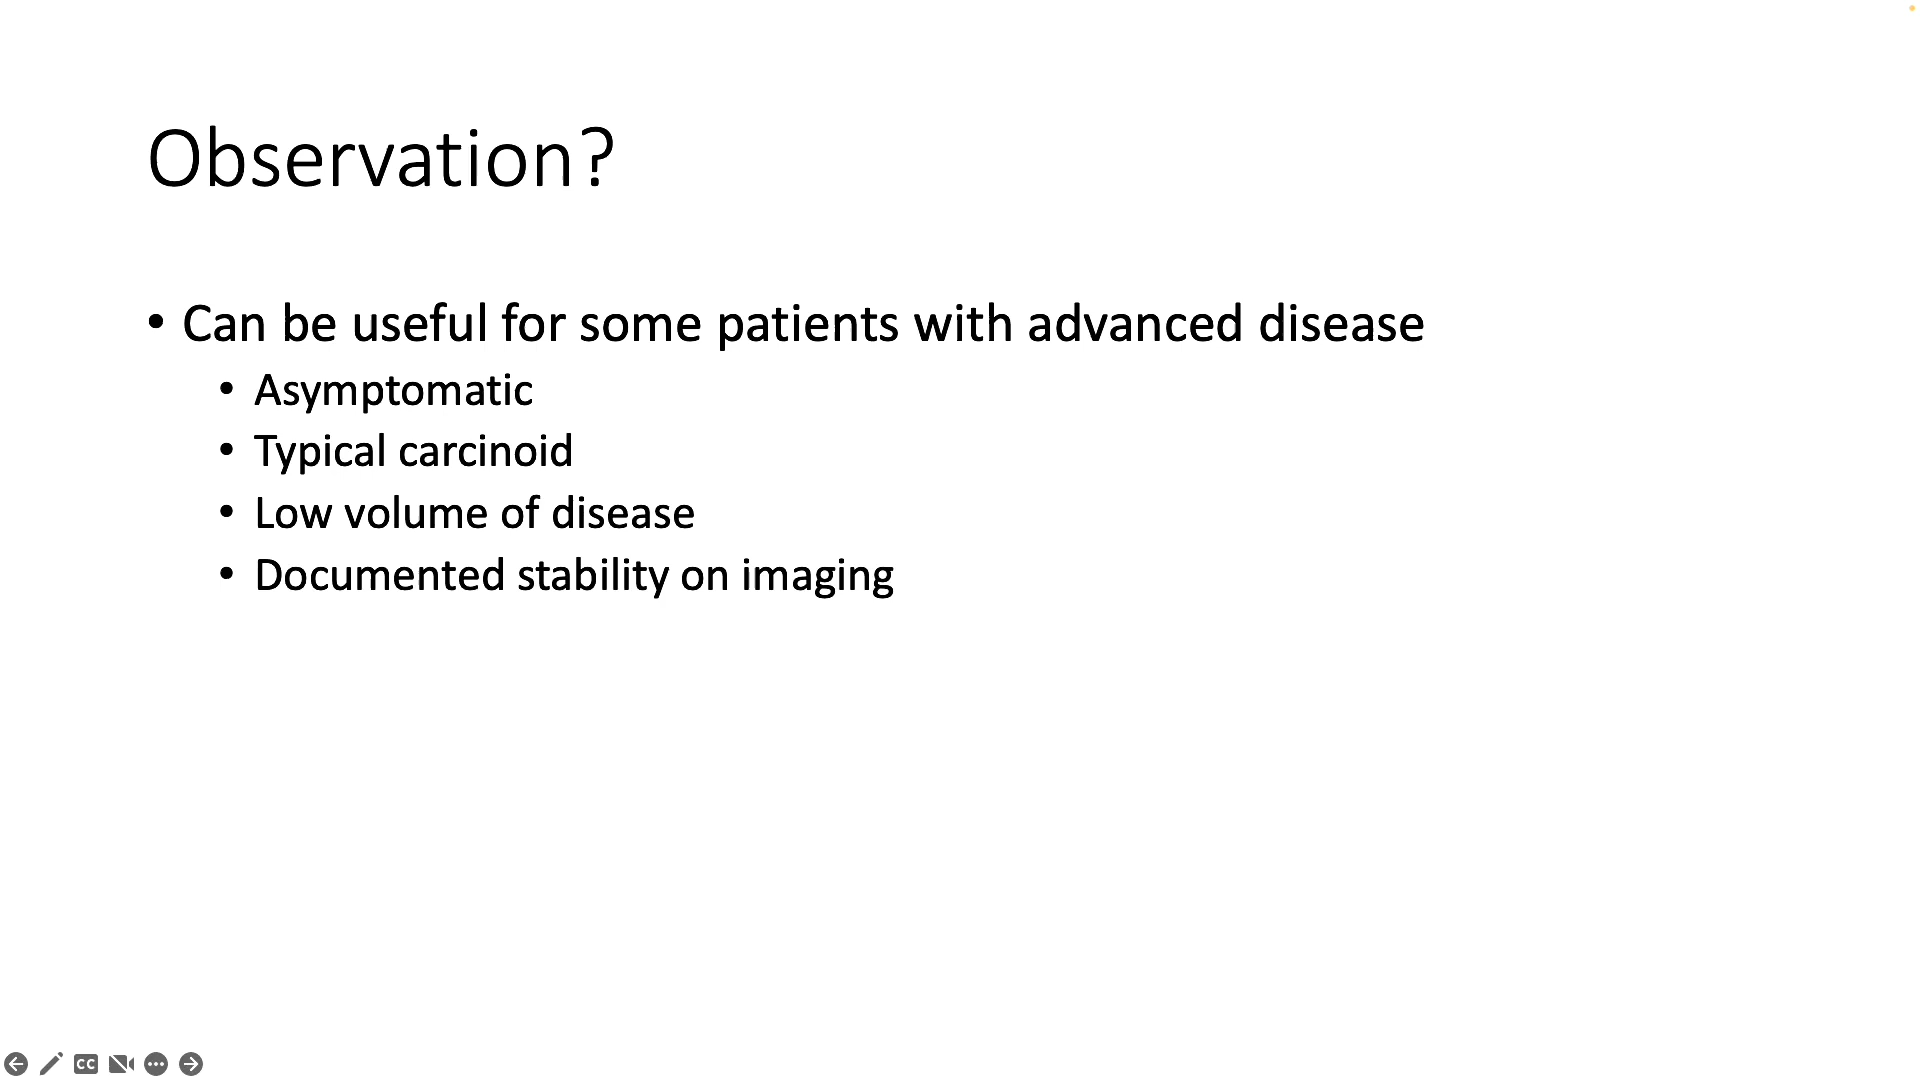 Observation?
• Can be useful for some patients with advanced disease
• Asymptomatic
• Typical carcinoid
• Low volume of disease
• Documented stability on imaging
CC